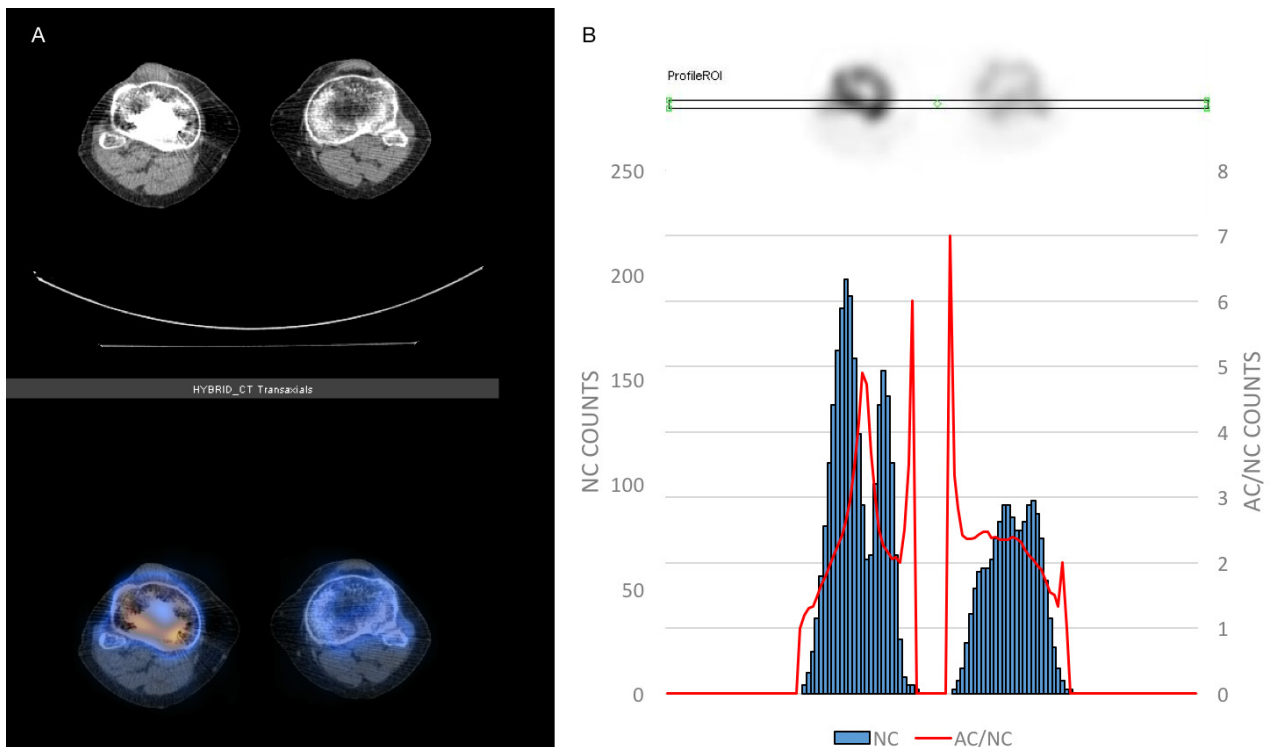 A
HYBRID_CT Transaxials
B
ProfileROI
250
200
150
100
50
0
NC COUNTS
8
7
6
5
4
3
2
1
0
AC/NC COUNTS
NC
AC/NC